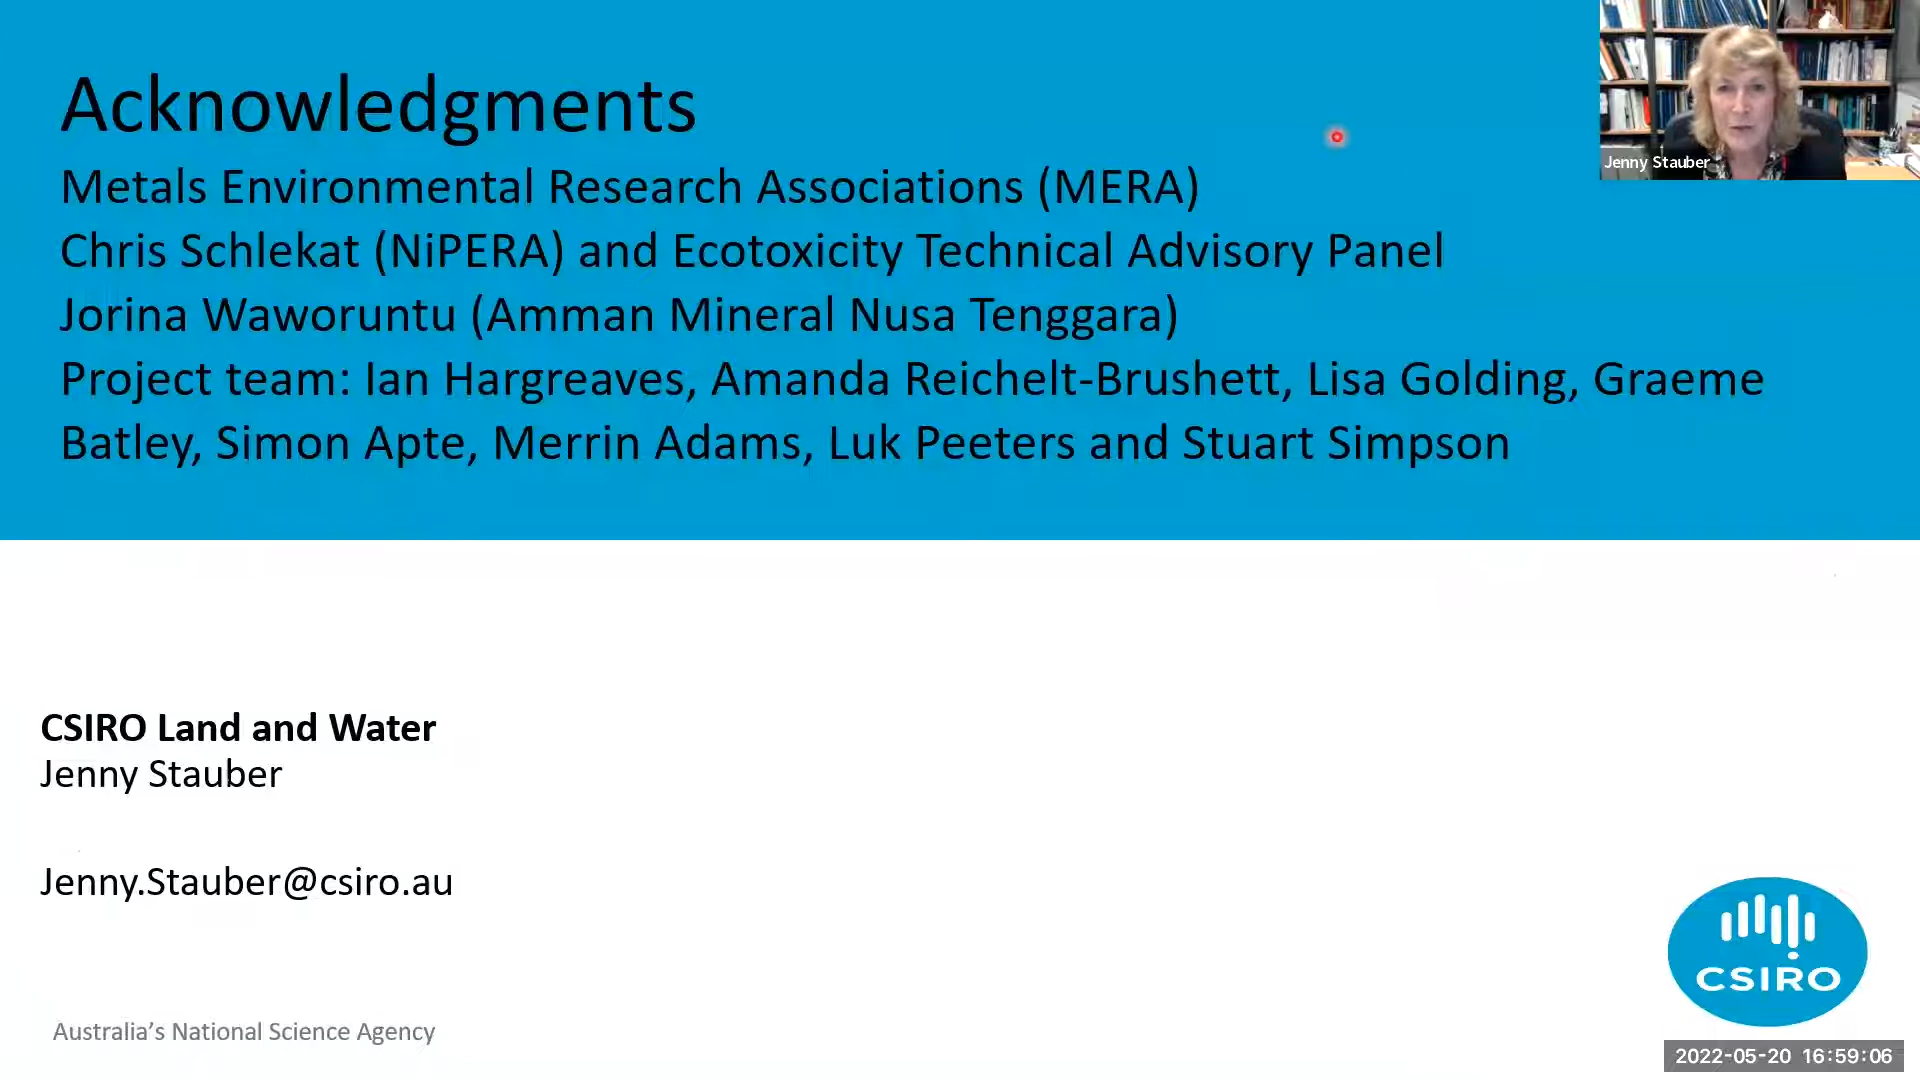 Acknowledgments
Metals Environmental Research Associations (MERA)
Chris Schlekat (NiPERA) and Ecotoxicity Technical Advisory Panel
Jorina Waworuntu (Amman Mineral Nusa Tenggara)
Project team: Ian Hargreaves, Amanda Reichelt-Brushett, Lisa Golding, Graeme
Batley, Simon Apte, Merrin Adams, Luk Peeters and Stuart Simpson
Jenny Stauber
CSIRO Land and Water
Jenny Stauber
Jenny.Stauber@csiro.au
CSIRO
Australia’s National Science Agency
2022-05-20 16:59:06